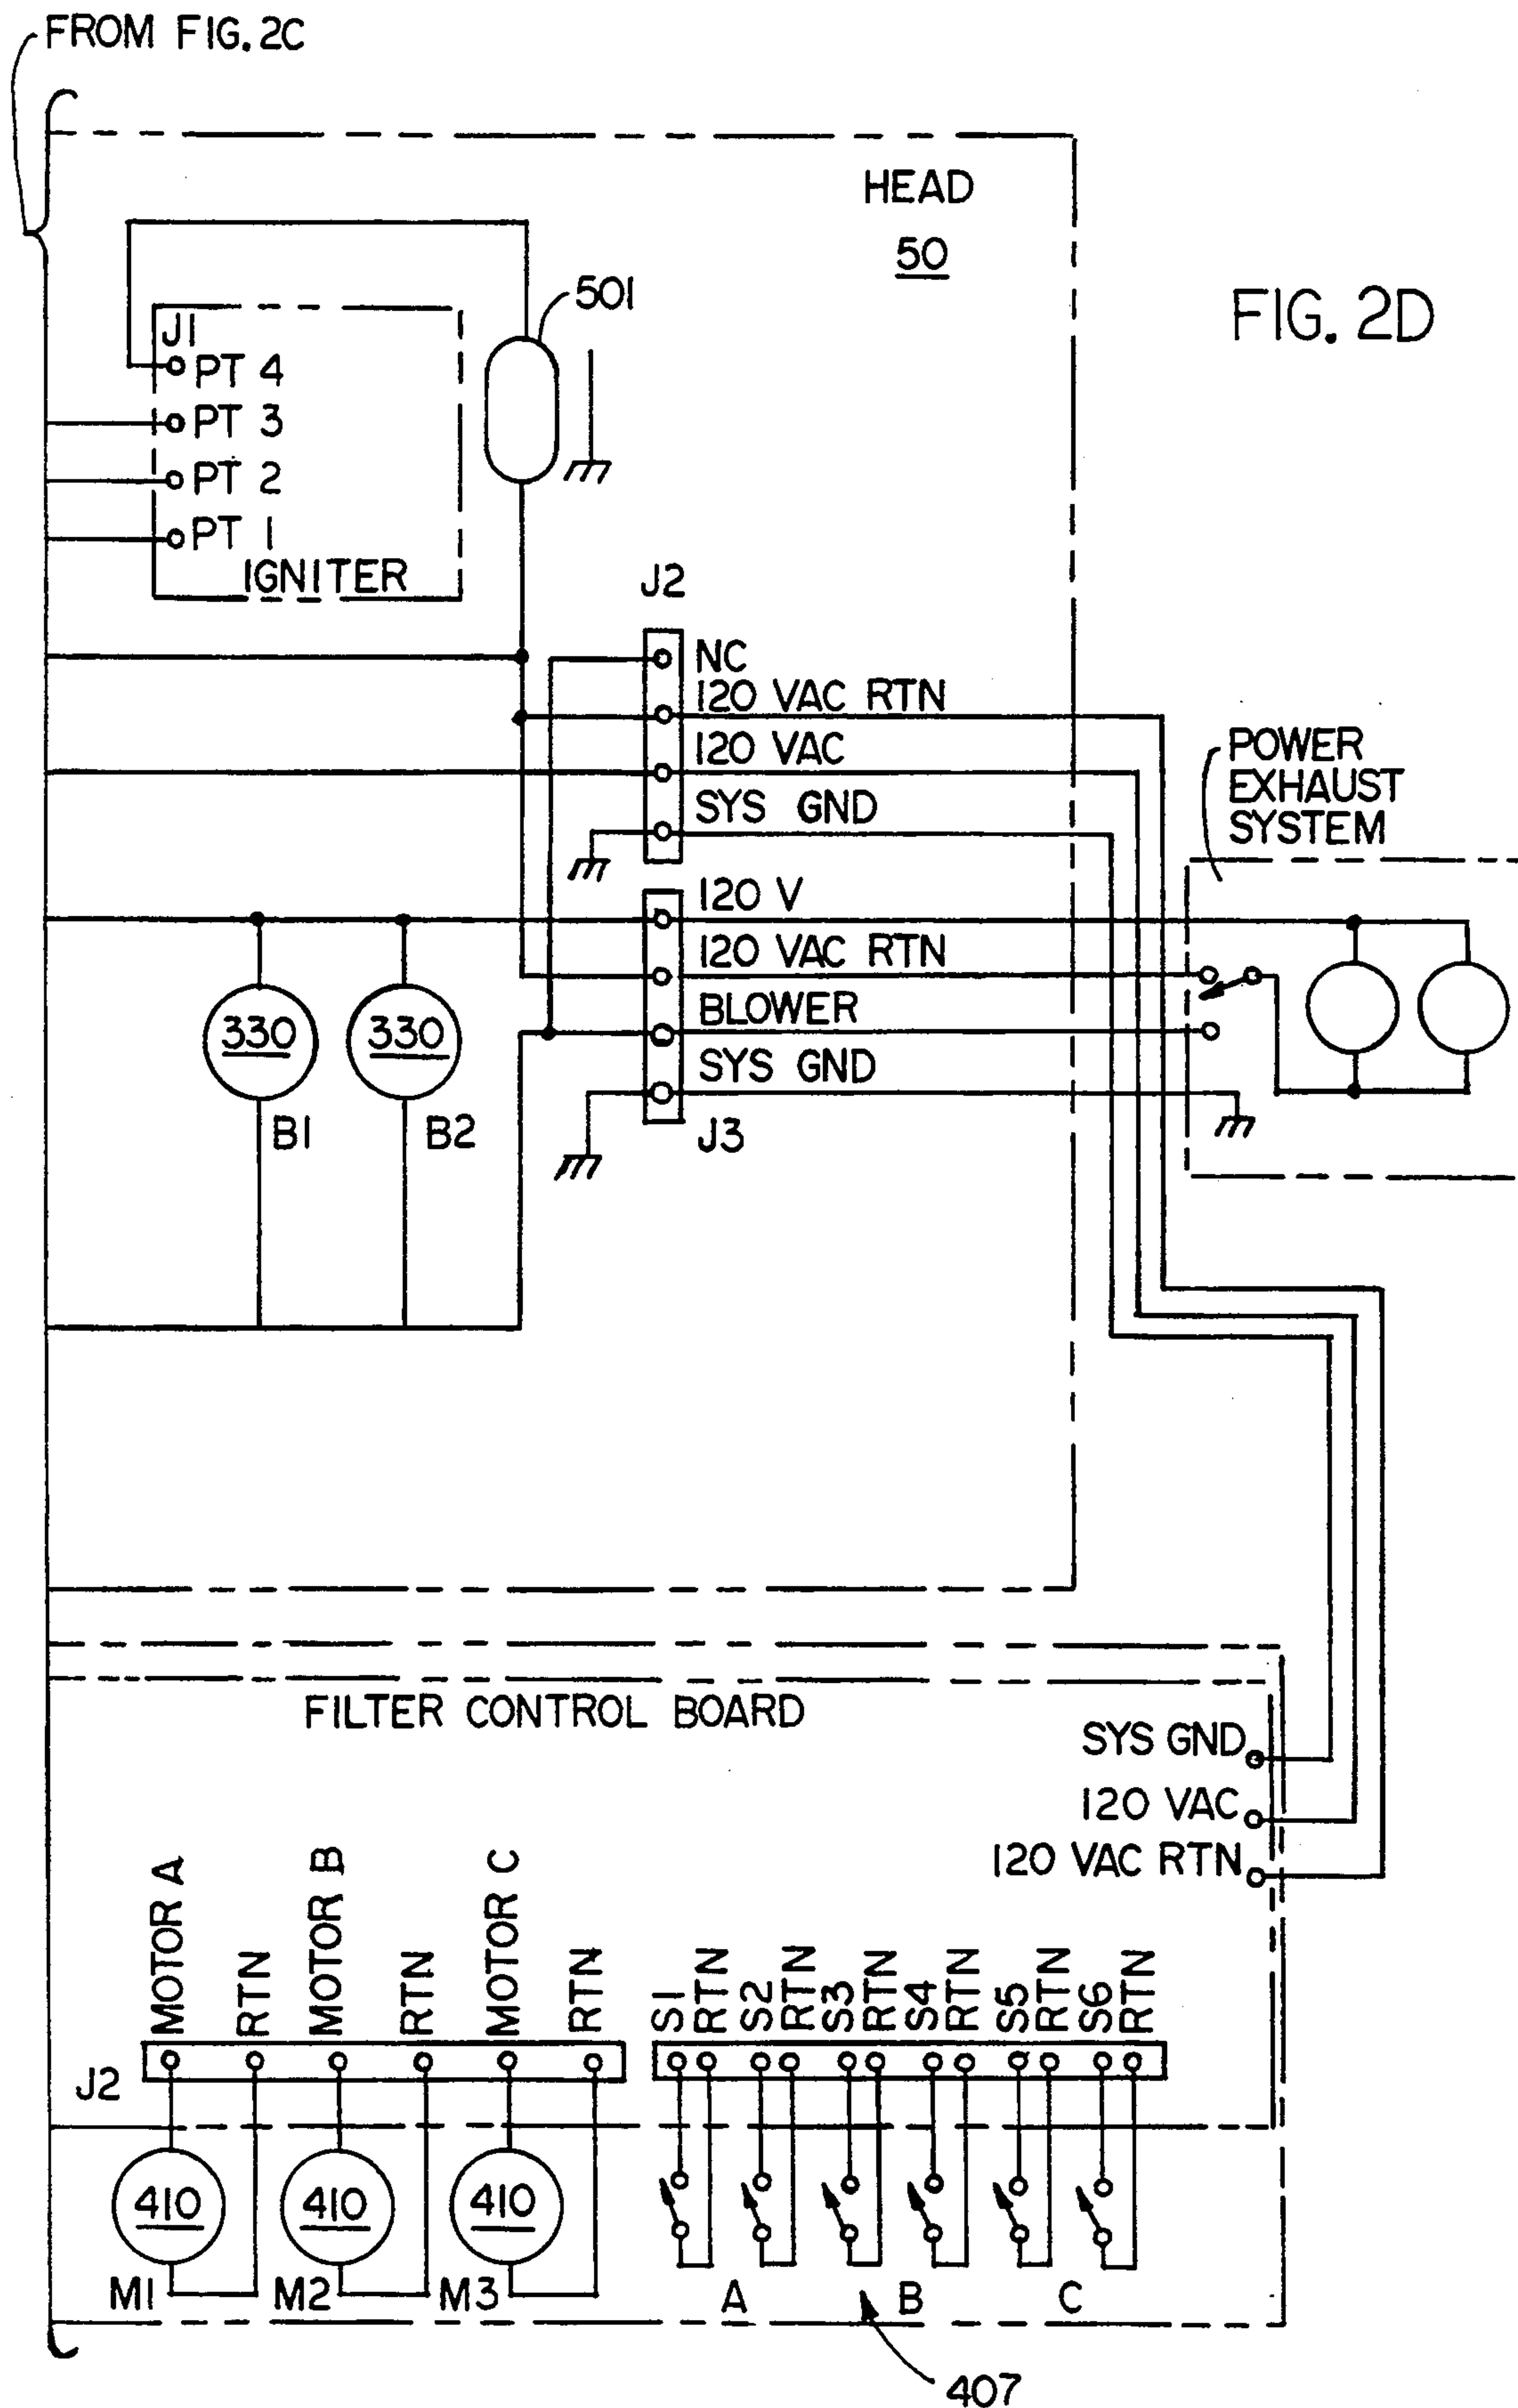 FROM FIG. 2C
HEAD
50
FIG. 2D
501
J1
PT 4
PT 3
PT 2
PT 1
IGNITER
J2
NC
120 VAC RTN
120 VAC
SYS GND
POWER
EXHAUST
SYSTEM
120 V
120 VAC RTN
BLOWER
SYS GND
J3
330
330
B1
B2
FILTER CONTROL BOARD
SYS GND
120 VAC
120 VAC RTN
MOTOR A
RTN
MOTOR B
RTN
MOTOR C
RTN
S1
RTN
S2
RTN
S3
RTN
S4
RTN
S5
RTN
S6
RTN
J2
410
410
410
M1
M2
M3
A
B
C
407